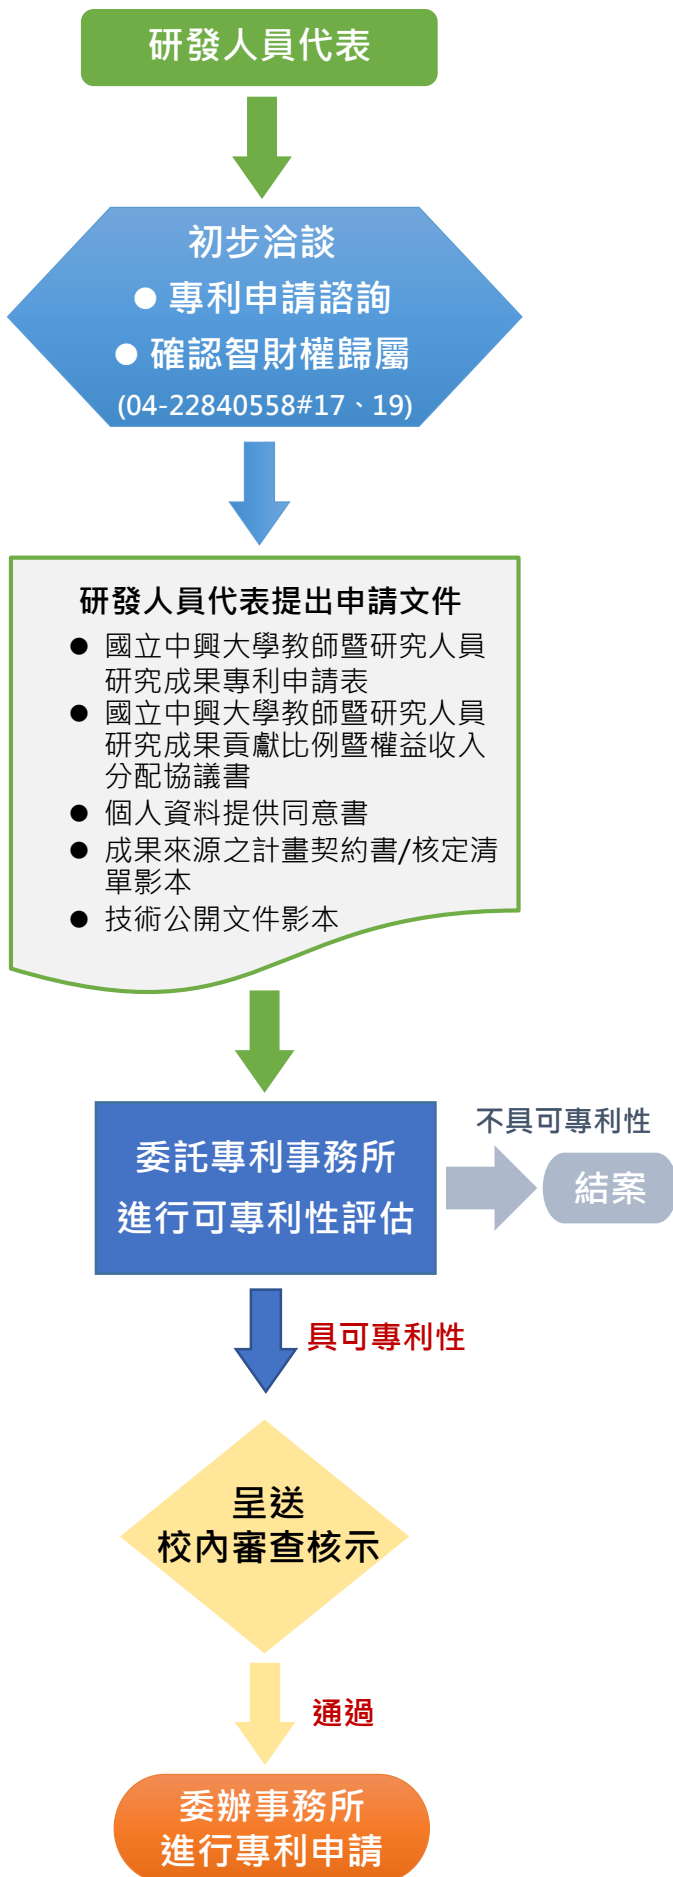 研發人員代表
初步洽談
● 專利申請諮詢
● 確認智財權歸屬
(04-22840558#17、19)
研發人員代表提出申請文件
● 國立中興大學教師暨研究人員
研究成果專利申請表
● 國立中興大學教師暨研究人員
研究成果貢獻比例暨權益收入
分配協議書
● 個人資料提供同意書
● 成果來源之計畫契約書/核定清
單影本
● 技術公開文件影本
委託專利事務所
進行可專利性評估
不具可專利性
結案
具可專利性
呈送
校內審查核示
通過
委辦事務所
進行專利申請